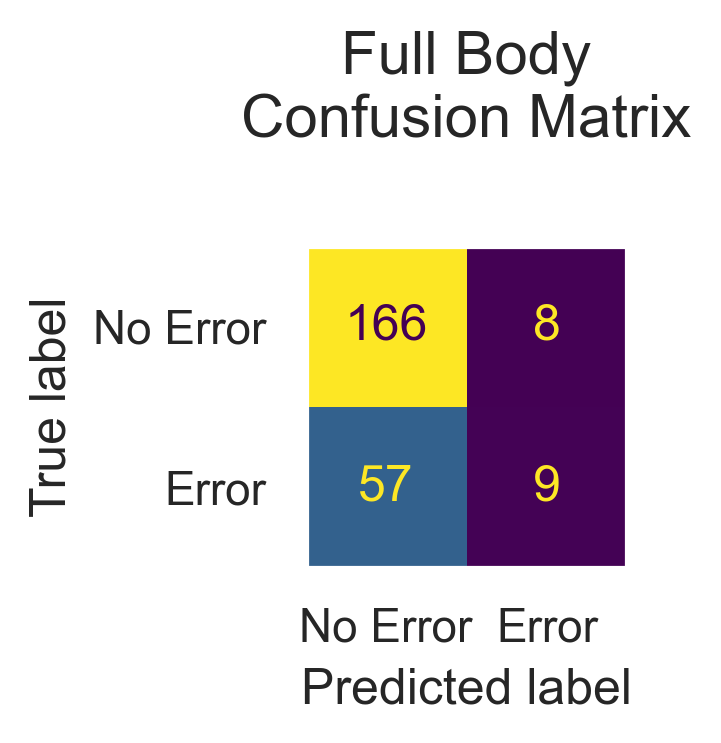 Full Body
Confusion Matrix
True label
No Error
166
8
Error
57
9
No Error
Error
Predicted label